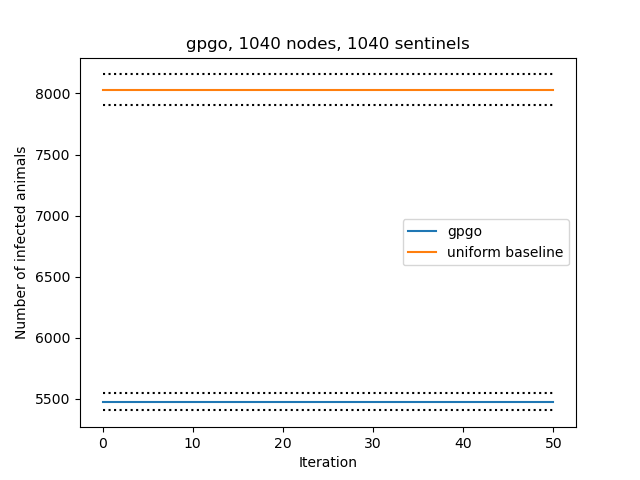 gpgo, 1040 nodes, 1040 sentinels
Number of infected animals
8000
7500
7000
6500
6000
5500
gpgo
uniform baseline
0 10 20 30 40 50
Iteration